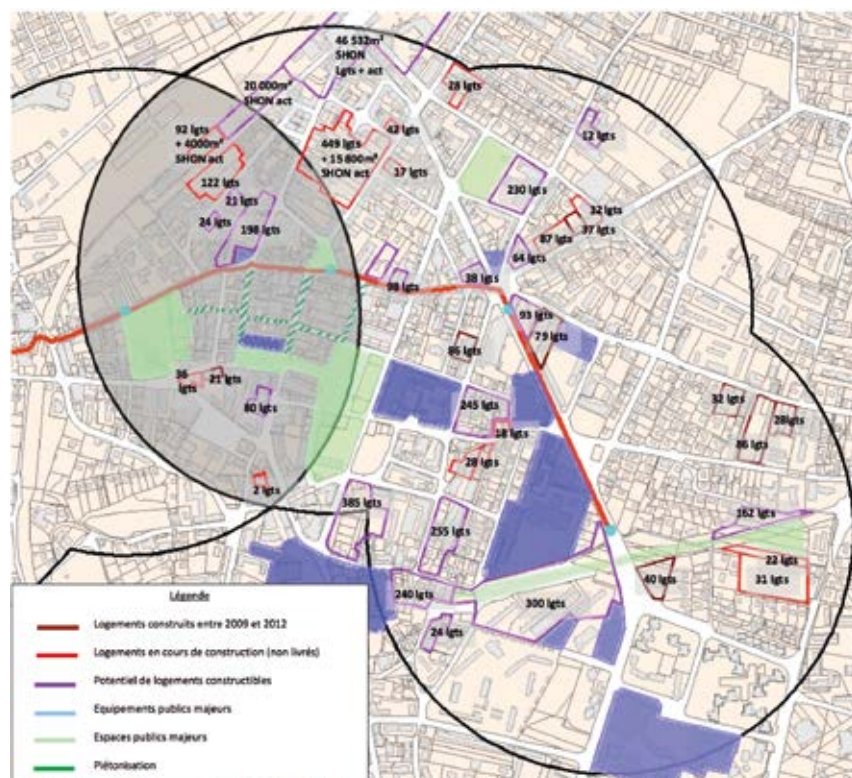 46 532m²
SHON
Lgts + act
20 000m²
SHON act
28 lgts
92 lgts
+ 4000m²
SHON act
449 lgts
+ 15 800m²
SHON act
42 lgts
12 lgts
122 lgts
17 lgts
21 lgts
230 lgts
24 lgts
198 lgts
32 lgts
37 lgts
87 lgts
64 lgts
38 lgts
98 lgts
93 lgts
79 lgts
86 lgts
36
lgts
21 lgts
80 lgts
245 lgts
18 lgts
32 lgts
28lgts
86 lgts
28 lgts
2 lgts
385 lgts
255 lgts
162 lgts
22 lgts
31 lgts
40 lgts
240 lgts
300 lgts
24 lgts
Légende
Logements construits entre 2009 et 2012
Logements en cours de construction (non livrés)
Potentiel de logements constructibles
Equipements publics majeurs
Espaces publics majeurs
Piétonisation